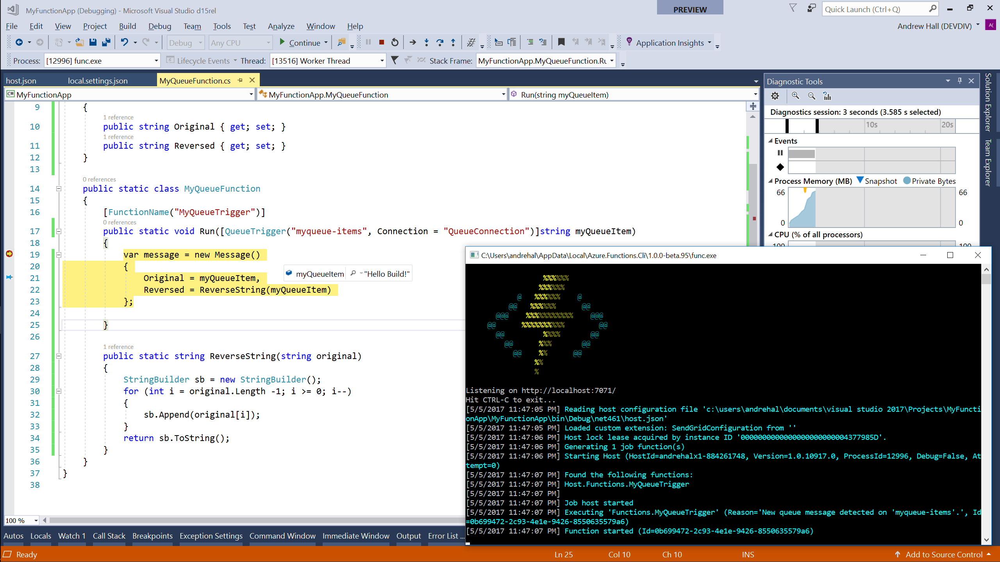 MyFunctionApp (Debugging) - Microsoft Visual Studio d15rel
PREVIEW
Quick Launch (Ctrl+Q)
File Edit View Project Build Debug Team Tools Test Analyze Window Help
Andrew Hall (DEVDIV) A(
Debug Any CPU Continue Application Insights
Process: [12996] func.exe Lifecycle Events Thread: [13516] Worker Thread Stack Frame: MyFunctionApp.MyQueueFunction.Ru
host.json local.settings.json MyQueueFunction.cs
C# MyFunctionApp MyFunctionApp.MyQueueFunction Run(string myQueueItem)
9 {
1 reference
10 public string Original { get; set; }
1 reference
11 public string Reversed { get; set; }
12 }
13
0 references
14 public static class MyQueueFunction
15 {
16 [FunctionName("MyQueueTrigger")]
0 references
17 public static void Run([QueueTrigger("myqueue-items", Connection = "QueueConnection")]string myQueueItem)
18 {
19 var message = new Message()
20 {
21 Original = myQueueItem,
myQueueItem "Hello Build!"
22 Reversed = ReverseString(myQueueItem)
23 };
24
25 }
26
1 reference
27 public static string ReverseString(string original)
28 {
29 StringBuilder sb = new StringBuilder();
30 for (int i = original.Length -1; i >= 0; i--)
31 {
32 sb.Append(original[i]);
33 }
34 return sb.ToString();
35 }
36 }
37 }
38
100 %
Diagnostic Tools
Diagnostics session: 3 seconds (3.585 s selected)
10s 20s
Events
Process Memory (MB) Snapshot Private Bytes
66 66
0 0
CPU (% of all processors)
100 100
Solution Explorer
Team Explorer
C:\Users\andrehal\AppData\Local\Azure.Functions.Cli\1.0.0-beta.95\func.exe
%%%%%%
%%%%%%
@ %%%%%% @
@@ %%%%%% @@
@@@ %%%%%%%%%%% @@@
@@ %%%%%%%%%% @@
@@ %%%% @@
@@ %%% @@
@@ %% @@
%%
%
Listening on http://localhost:7071/
Hit CTRL-C to exit...
[5/5/2017 11:47:05 PM] Reading host configuration file 'c:\users\andrehal\documents\visual studio 2017\Projects\MyFuncti
onApp\MyFunctionApp\bin\Debug\net461\host.json'
[5/5/2017 11:47:05 PM] Loaded custom extension: SendGridConfiguration from ''
[5/5/2017 11:47:06 PM] Host lock lease acquired by instance ID '0000000000000000000000004377985D'.
[5/5/2017 11:47:06 PM] Generating 1 job function(s)
[5/5/2017 11:47:06 PM] Starting Host (HostId=andrehalx1-884261748, Version=1.0.10917.0, ProcessId=12996, Debug=False, At
tempt=0)
[5/5/2017 11:47:07 PM] Found the following functions:
[5/5/2017 11:47:07 PM] Host.Functions.MyQueueTrigger
[5/5/2017 11:47:07 PM]
[5/5/2017 11:47:07 PM] Job host started
[5/5/2017 11:47:07 PM] Executing 'Functions.MyQueueTrigger' (Reason='New queue message detected on 'myqueue-items'.', Id
=0b699472-2c93-4e1e-9426-8550635579a6)
[5/5/2017 11:47:07 PM] Function started (Id=0b699472-2c93-4e1e-9426-8550635579a6)
Autos Locals Watch 1 Call Stack Breakpoints Exception Settings Command Window Immediate Window Output Error List ...
Ready Ln 25 Col 10 Ch 10 INS Add to Source Control